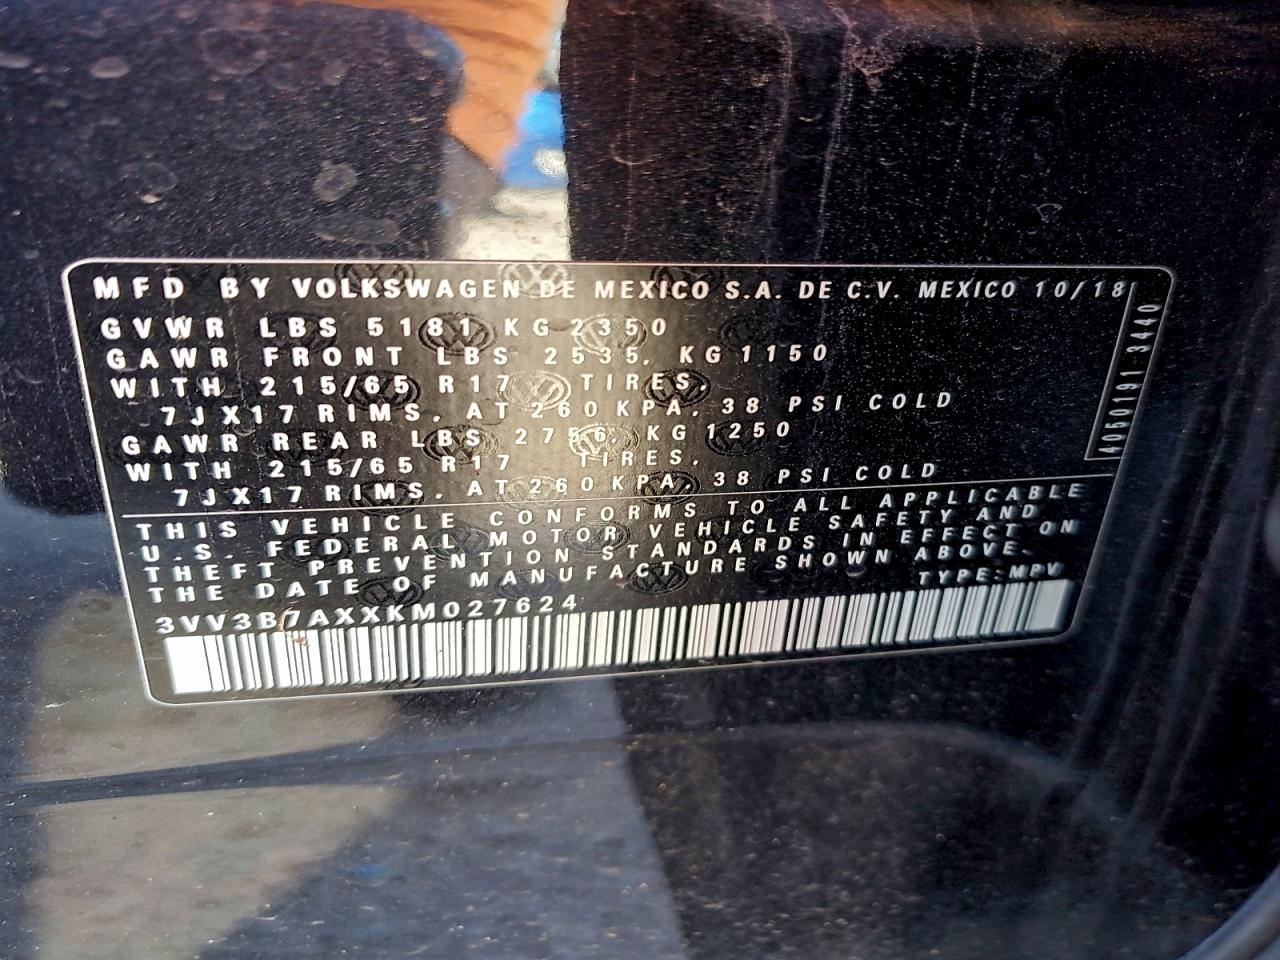 MFD BY VOLKSWAGEN DE MEXICO S.A. DE C.V. MEXICO 10/18
GVWR LBS 5181 KG 2350
GAWR FRONT LBS 2535, KG 1150
WITH 215/65 R17 TIRES,
7JX17 RIMS, AT 260 KPA, 38 PSI COLD
GAWR REAR LBS 2756, KG 1250
WITH 215/65 R17 TIRES,
7JX17 RIMS, AT 260 KPA, 38 PSI COLD
THIS VEHICLE CONFORMS TO ALL APPLICABLE
U.S. FEDERAL MOTOR VEHICLE SAFETY AND
THEFT PREVENTION STANDARDS IN EFFECT ON
THE DATE OF MANUFACTURE SHOWN ABOVE.
TYPE:MPV
3VV3B7AXXKM027624
4050191 3440